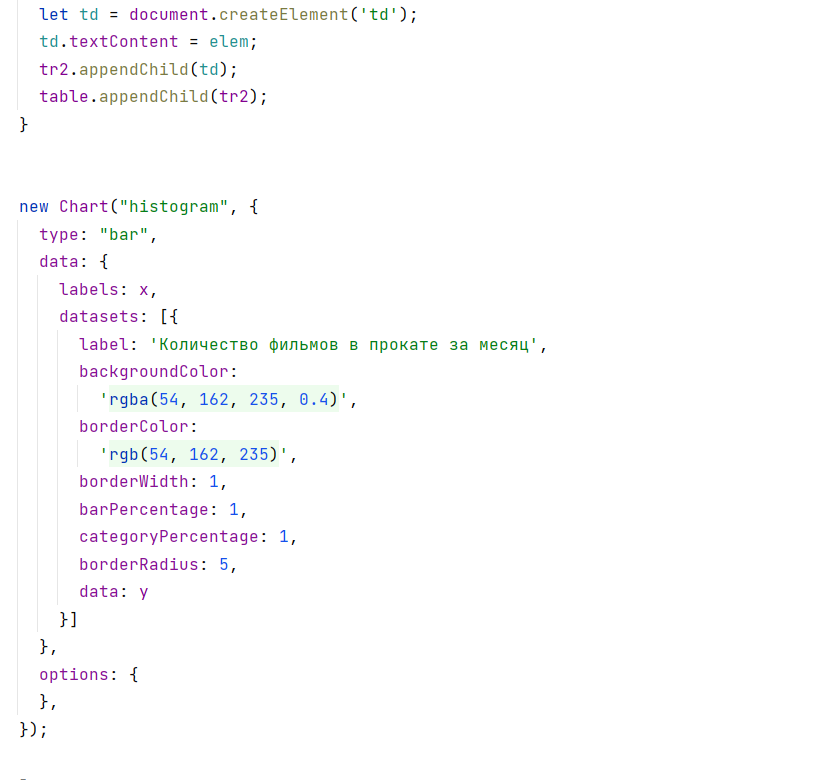 let td = document.createElement('td');
td.textContent = elem;
tr2.appendChild(td);
table.appendChild(tr2);
}
new Chart("histogram", {
type: "bar",
data: {
labels: x,
datasets: [{
label: 'Количество фильмов в прокате за месяц',
backgroundColor:
'rgba(54, 162, 235, 0.4)',
borderColor:
'rgb(54, 162, 235)',
borderWidth: 1,
barPercentage: 1,
categoryPercentage: 1,
borderRadius: 5,
data: y
}]
},
options: {
},
});